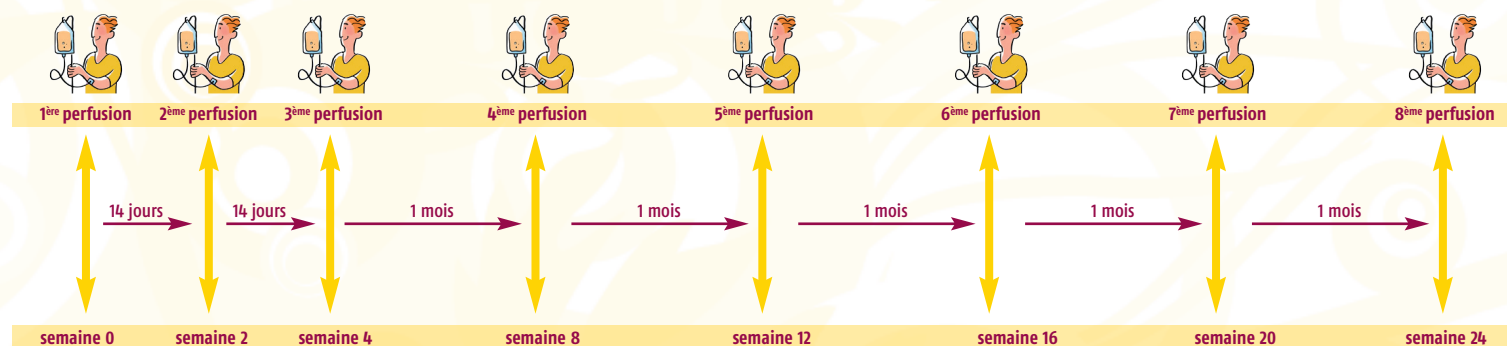 1ère perfusion 2ème perfusion 3ème perfusion 4ème perfusion 5ème perfusion 6ème perfusion 7ème perfusion 8ème perfusion
14 jours 14 jours 1 mois 1 mois 1 mois 1 mois 1 mois
semaine 0 semaine 2 semaine 4 semaine 8 semaine 12 semaine 16 semaine 20 semaine 24